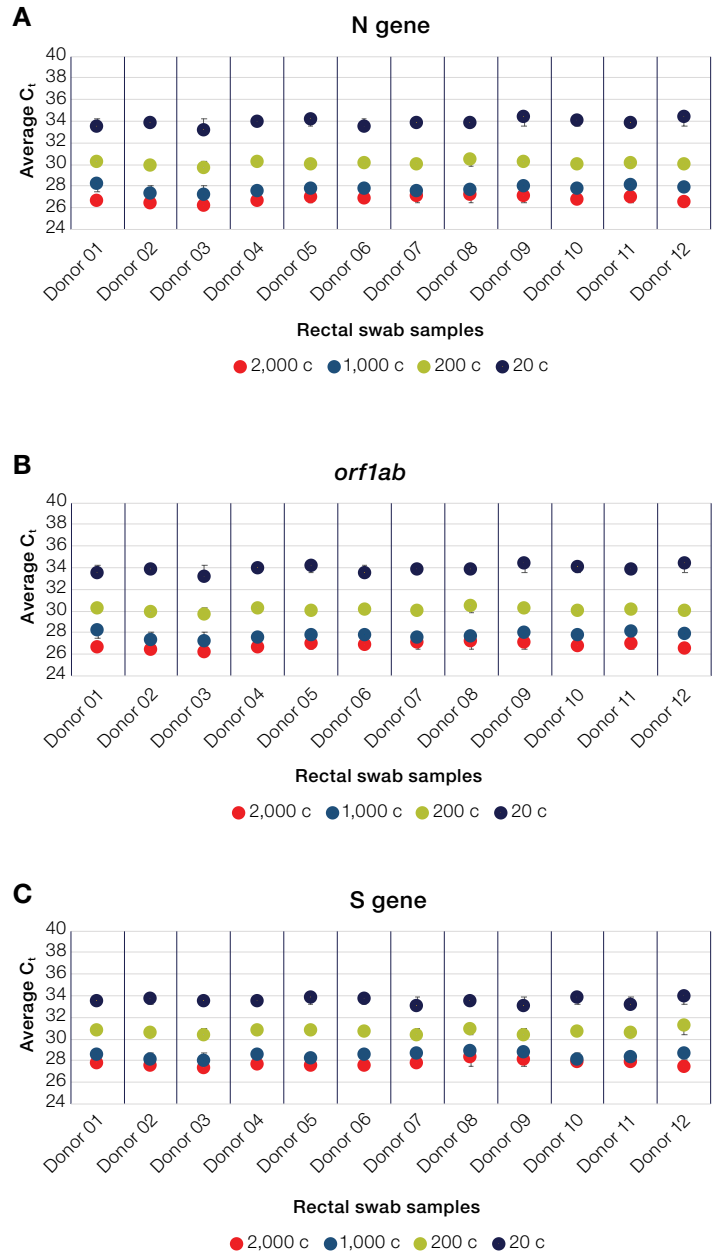 A
N gene
Average Ct
40
38
36
34
32
30
28
26
24
Donor 01
Donor 02
Donor 03
Donor 04
Donor 05
Donor 06
Donor 07
Donor 08
Donor 09
Donor 10
Donor 11
Donor 12
Rectal swab samples
2,000 c 1,000 c 200 c 20 c
B
orf1ab
Average Ct
40
38
36
34
32
30
28
26
24
Donor 01
Donor 02
Donor 03
Donor 04
Donor 05
Donor 06
Donor 07
Donor 08
Donor 09
Donor 10
Donor 11
Donor 12
Rectal swab samples
2,000 c 1,000 c 200 c 20 c
C
S gene
Average Ct
40
38
36
34
32
30
28
26
24
Donor 01
Donor 02
Donor 03
Donor 04
Donor 05
Donor 06
Donor 07
Donor 08
Donor 09
Donor 10
Donor 11
Donor 12
Rectal swab samples
2,000 c 1,000 c 200 c 20 c